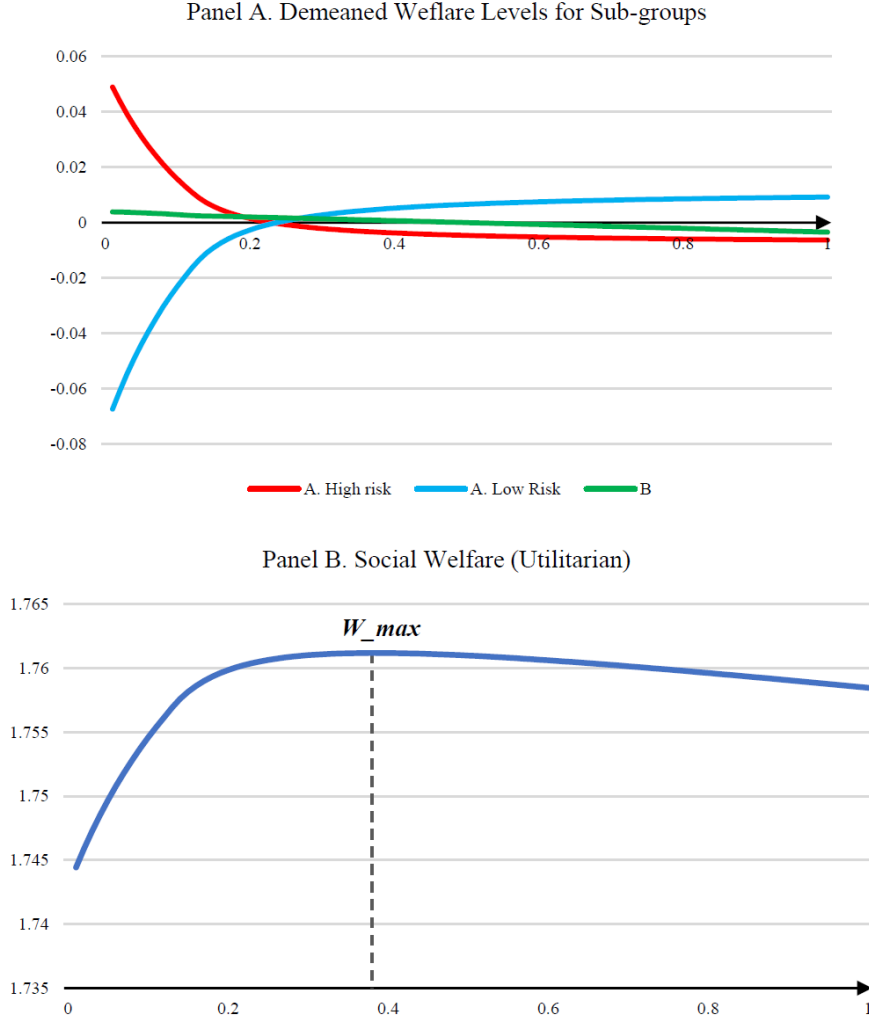 Panel A. Demeaned Weflare Levels for Sub-groups
0.06
0.04
0.02
0
-0.02
-0.04
-0.06
-0.08
0 0.2 0.4 0.6 0.8 1
A. High risk A. Low Risk B
Panel B. Social Welfare (Utilitarian)
1.765
1.76
1.755
1.75
1.745
1.74
1.735
W_max
0 0.2 0.4 0.6 0.8 1